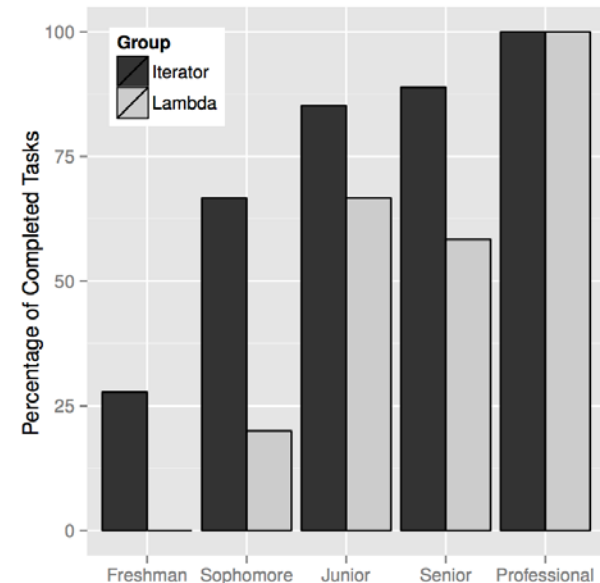 Group
Iterator
Lambda
Percentage of Completed Tasks
100
75
50
25
0
Freshman Sophomore Junior Senior Professional